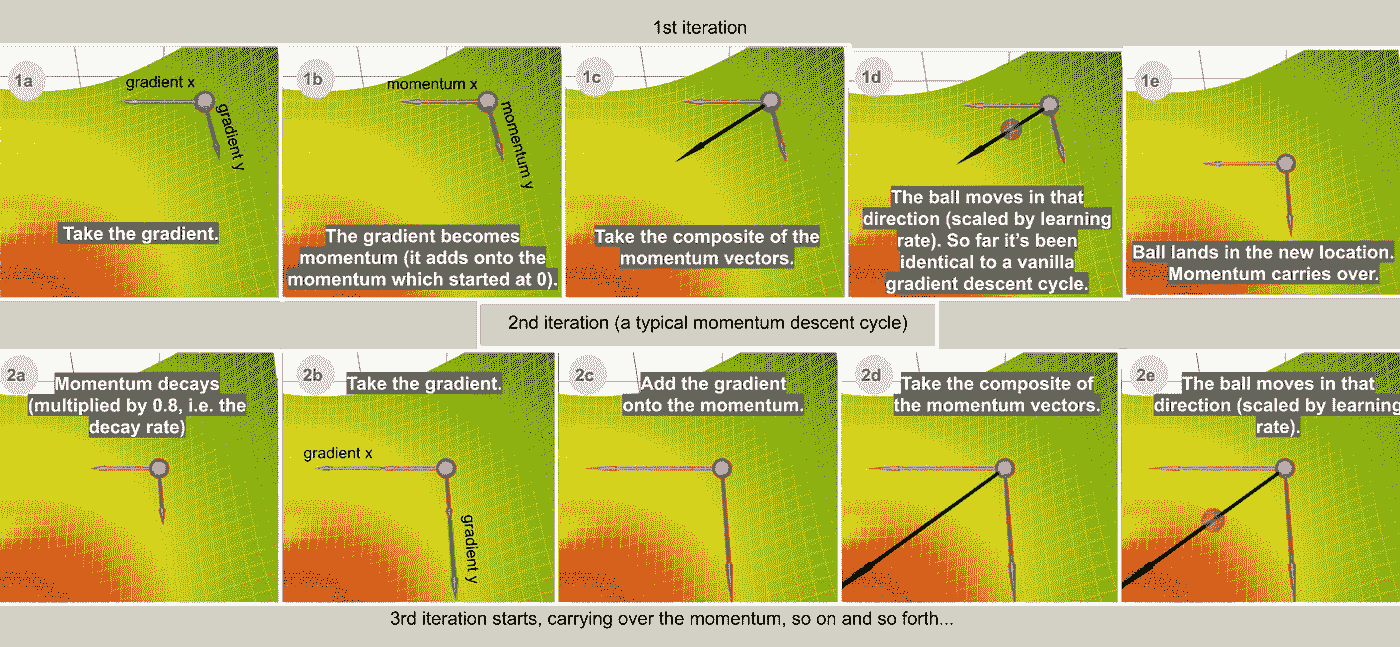 1st iteration
1a
gradient x
gradient y
Take the gradient.
1b
momentum x
momentum y
The gradient becomes
momentum (it adds onto the
momentum which started at 0).
1c
Take the composite of the
momentum vectors.
1d
The ball moves in that
direction (scaled by learning
rate). So far it's been
identical to a vanilla
gradient descent cycle.
1e
Ball lands in the new location.
Momentum carries over.
2nd iteration (a typical momentum descent cycle)
2a
Momentum decays
(multiplied by 0.8, i.e. the
decay rate)
2b
Take the gradient.
gradient x
gradient y
2c
Add the gradient
onto the momentum.
2d
Take the composite of
the momentum vectors.
2e
The ball moves in that
direction (scaled by learning
rate).
3rd iteration starts, carrying over the momentum, so on and so forth...